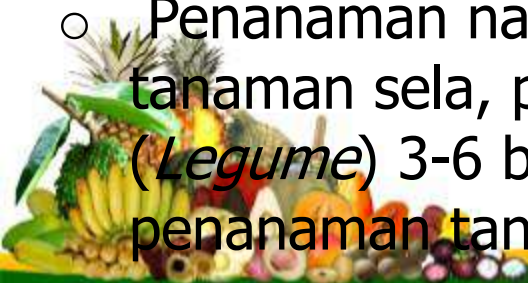 ○ Penanaman na
tanaman sela, p
(Legume) 3-6 b
penanaman tan